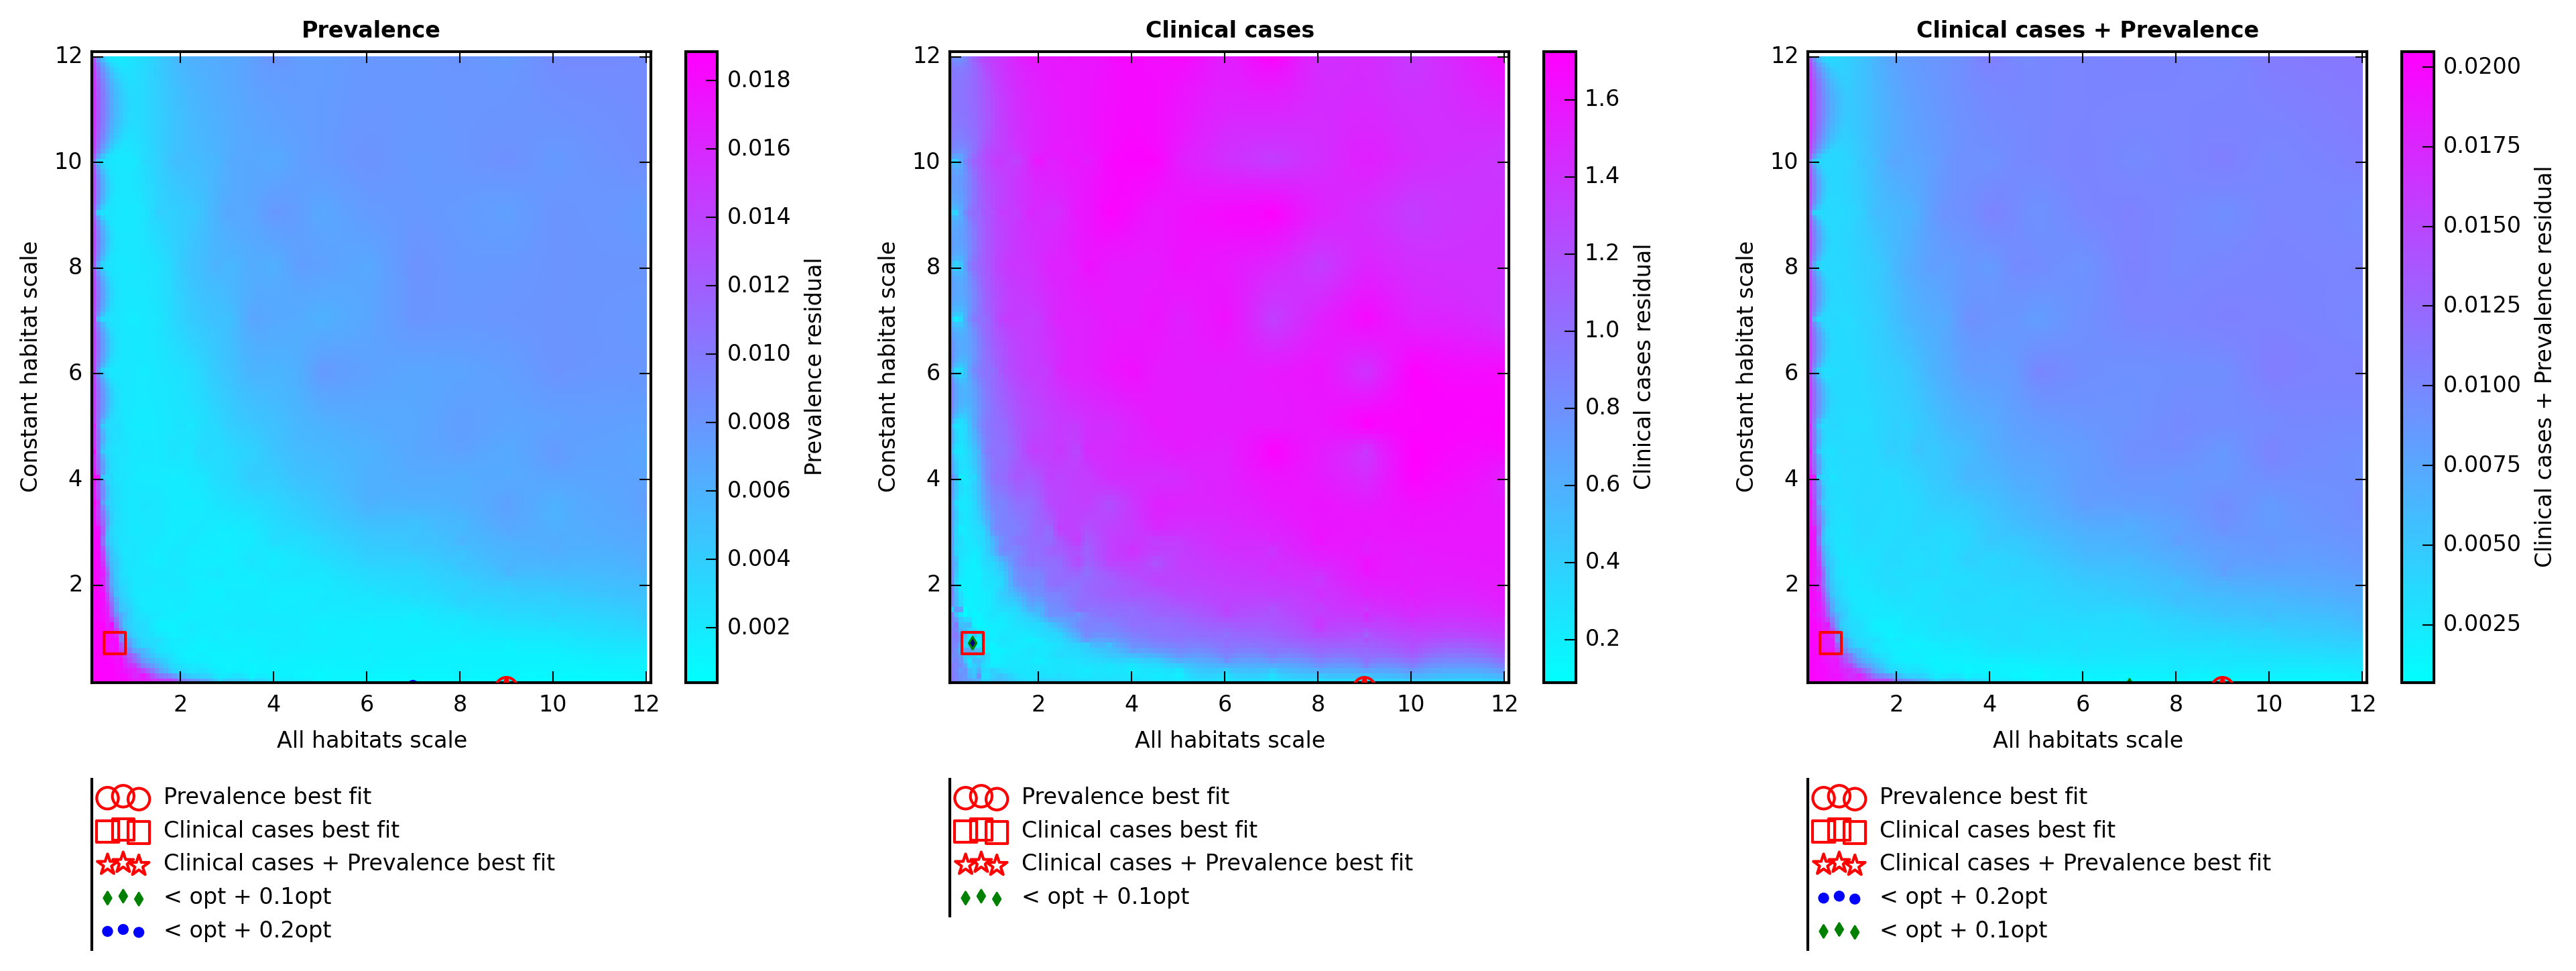 Prevalence
12
10
8
6
4
2
Constant habitat scale
2 4 6 8 10 12
All habitats scale
0.018
0.016
0.014
0.012
0.010
0.008
0.006
0.004
0.002
Prevalence residual
Prevalence best fit
Clinical cases best fit
Clinical cases + Prevalence best fit
< opt + 0.1opt
< opt + 0.2opt
Clinical cases
12
10
8
6
4
2
Constant habitat scale
2 4 6 8 10 12
All habitats scale
1.6
1.4
1.2
1.0
0.8
0.6
0.4
0.2
Clinical cases residual
Prevalence best fit
Clinical cases best fit
Clinical cases + Prevalence best fit
< opt + 0.1opt
Clinical cases + Prevalence
12
10
8
6
4
2
Constant habitat scale
2 4 6 8 10 12
All habitats scale
0.0200
0.0175
0.0150
0.0125
0.0100
0.0075
0.0050
0.0025
Clinical cases + Prevalence residual
Prevalence best fit
Clinical cases best fit
Clinical cases + Prevalence best fit
< opt + 0.2opt
< opt + 0.1opt